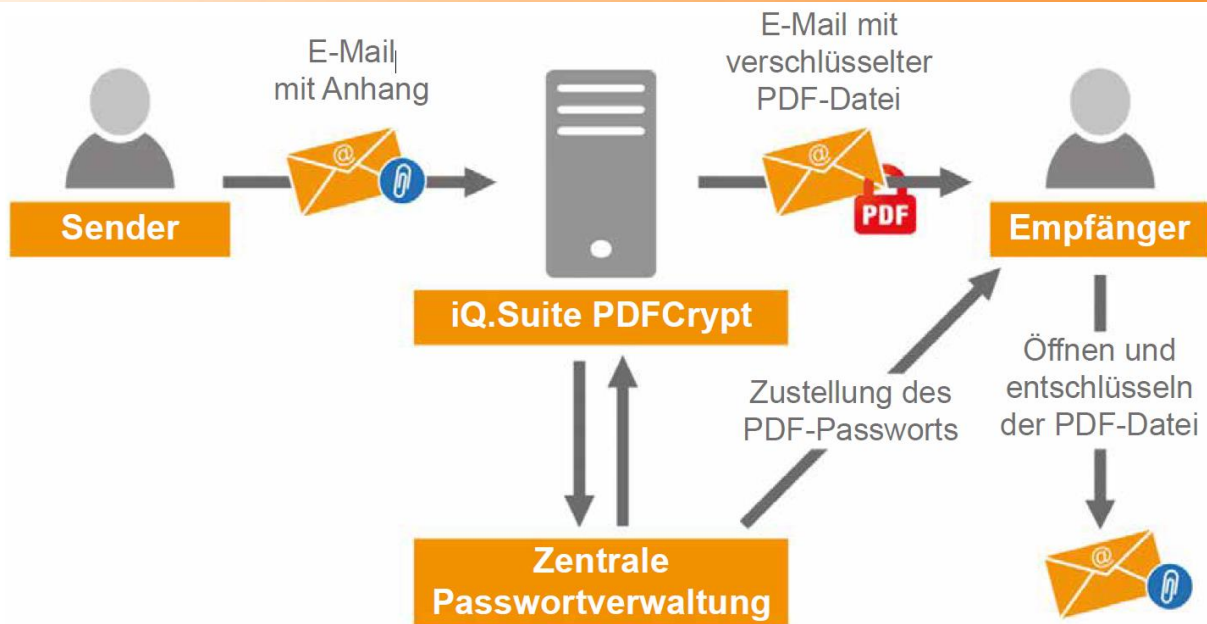 E-Mail
mit Anhang
E-Mail mit
verschlüsselter
PDF-Datei
@
@
PDF
Sender
Empfänger
iQ.Suite PDFCrypt
Zustellung des
PDF-Passworts
Öffnen und
entschlüsseln
der PDF-Datei
Zentrale
Passwortverwaltung
@